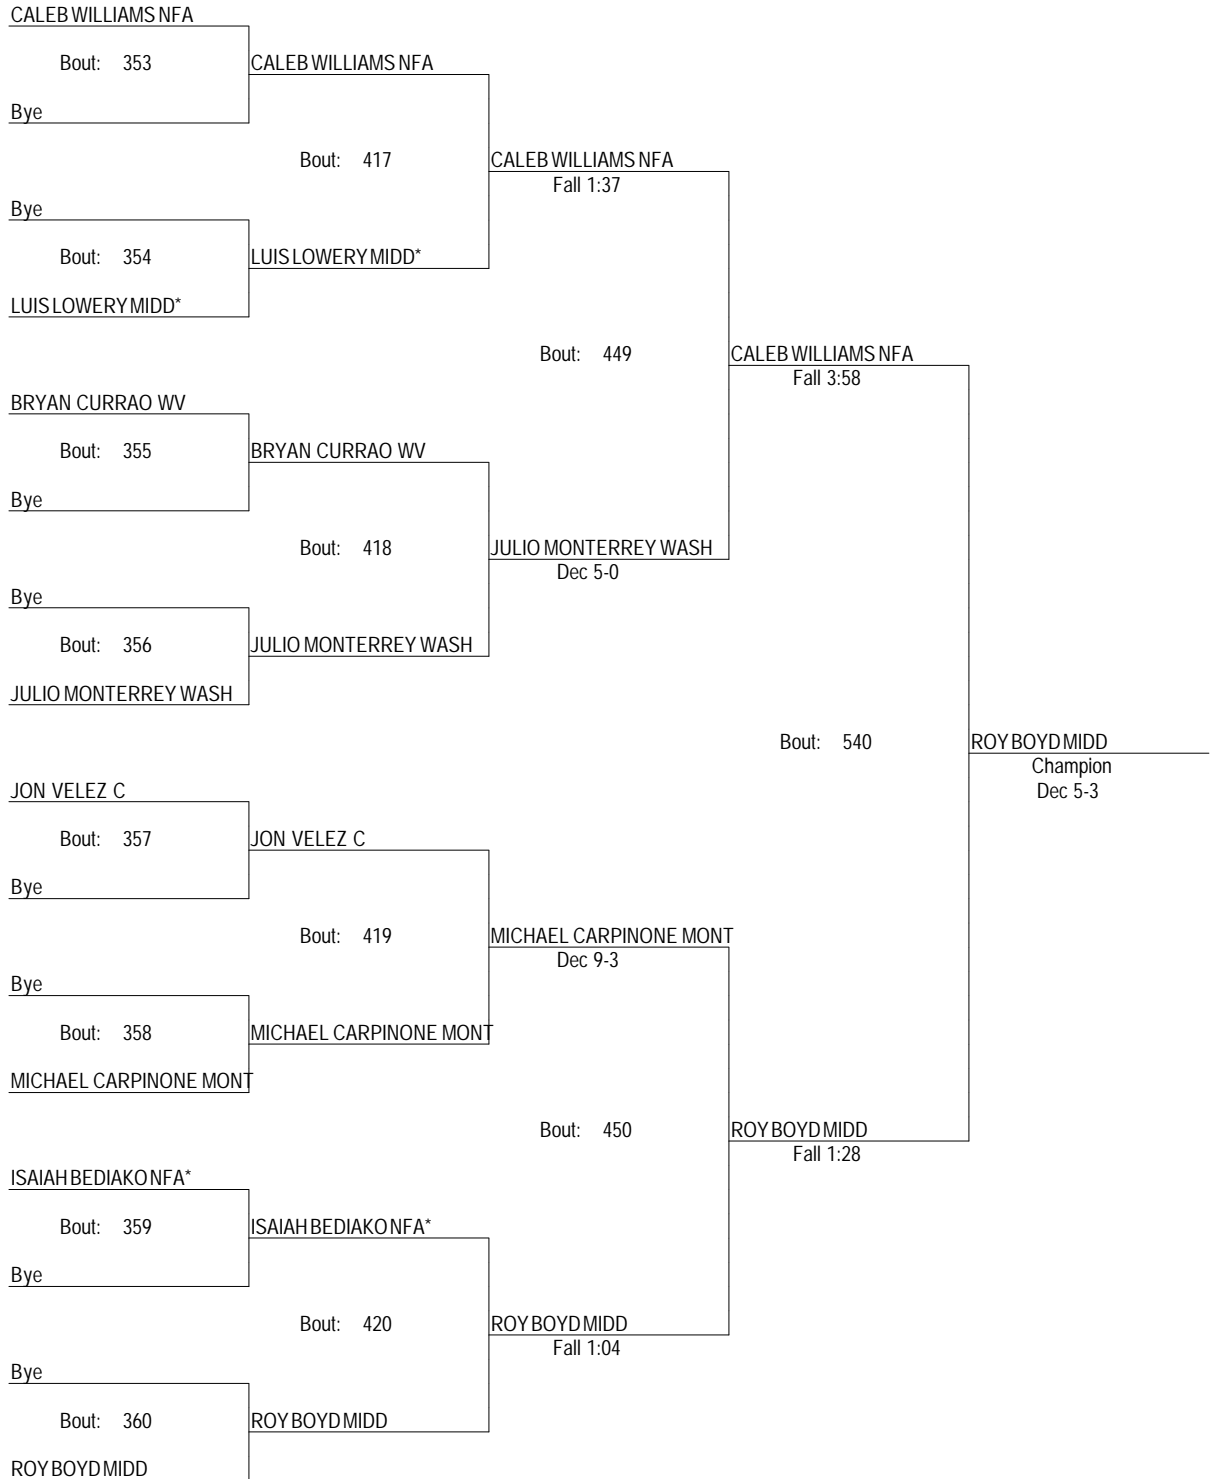 CALEB WILLIAMS NFA
Bout: 353 CALEB WILLIAMS NFA
Bye
Bout: 417 CALEB WILLIAMS NFA
Fall 1:37
Bye
Bout: 354 LUIS LOWERY MIDD*
LUIS LOWERY MIDD*
Bout: 449 CALEB WILLIAMS NFA
Fall 3:58
BRYAN CURRAO WV
Bout: 355 BRYAN CURRAO WV
Bye
Bout: 418 JULIO MONTERREY WASH
Dec 5-0
Bye
Bout: 356 JULIO MONTERREY WASH
JULIO MONTERREY WASH
Bout: 540 ROY BOYD MIDD
Champion
Dec 5-3
JON VELEZ C
Bout: 357 JON VELEZ C
Bye
Bout: 419 MICHAEL CARPINONE MONT
Dec 9-3
Bye
Bout: 358 MICHAEL CARPINONE MONT
MICHAEL CARPINONE MONT
Bout: 450 ROY BOYD MIDD
Fall 1:28
ISAIAH BEDIAKO NFA*
Bout: 359 ISAIAH BEDIAKO NFA*
Bye
Bout: 420 ROY BOYD MIDD
Fall 1:04
Bye
Bout: 360 ROY BOYD MIDD
ROY BOYD MIDD